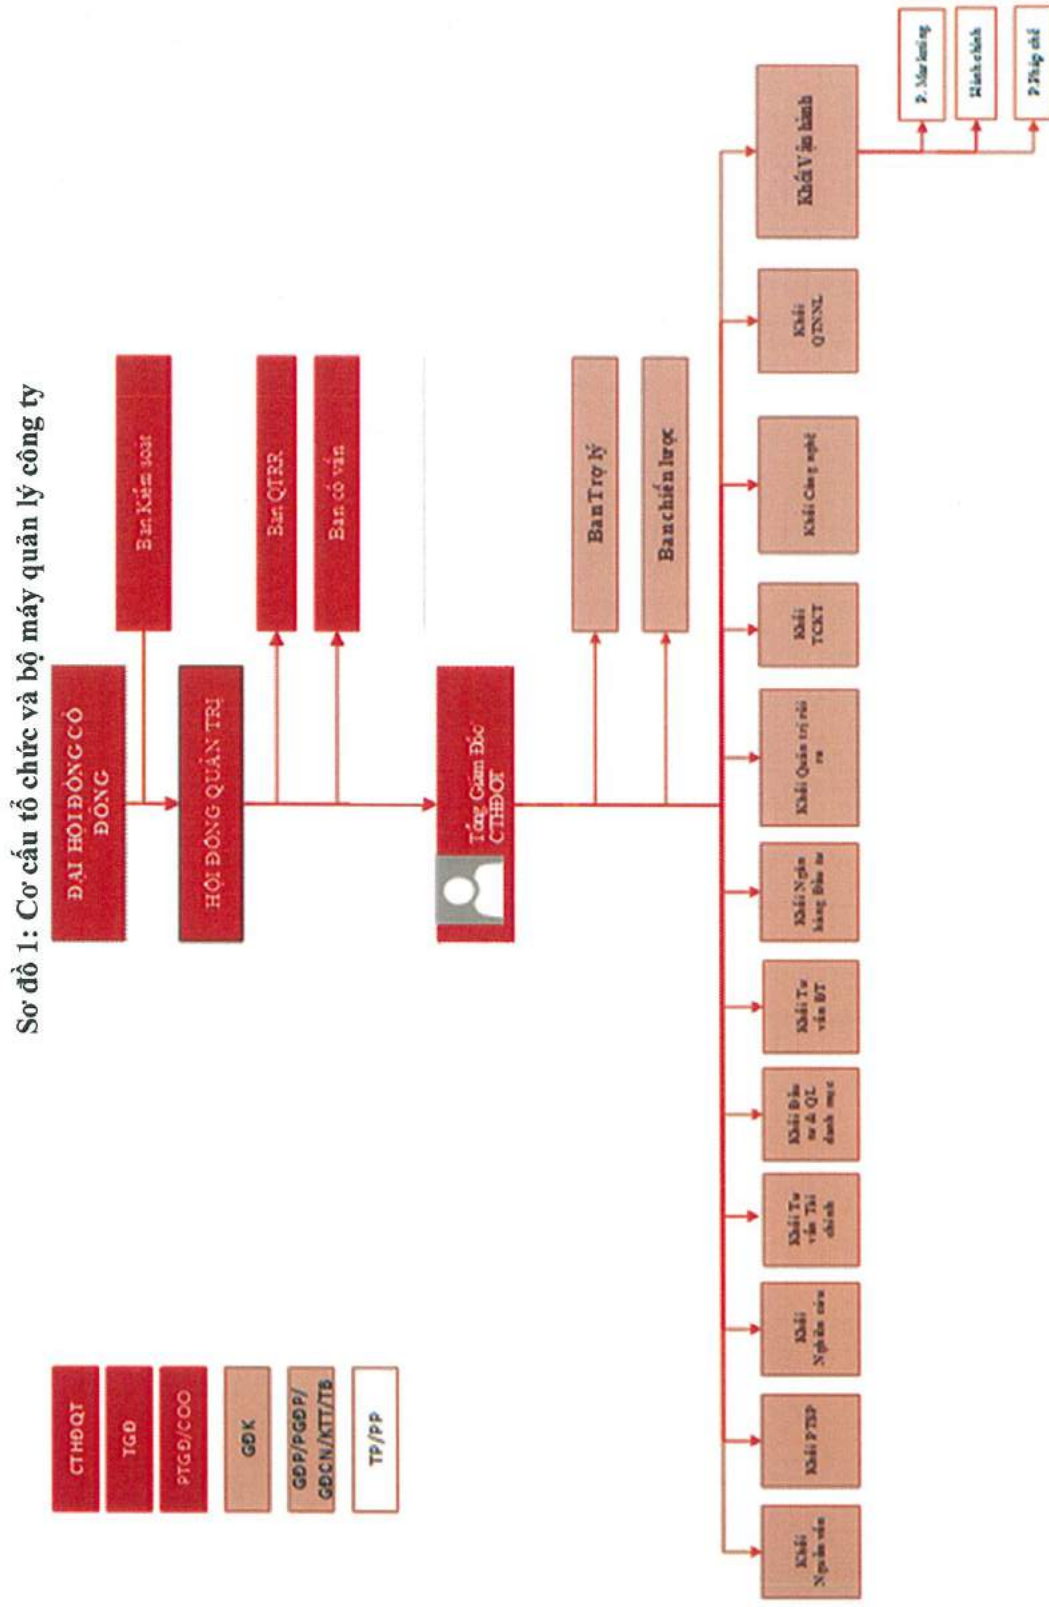 Sơ đồ 1: Cơ cấu tổ chức và bộ máy quản lý công ty
CTHĐQT
TGĐ
PTGĐ/COO
GĐK
GĐP/PGĐP/
GĐCN/KTT/TB
TP/PP
ĐẠI HỘI ĐỒNG CỔ
ĐÔNG
Ban Kiểm soát
HỘI ĐỒNG QUẢN TRỊ
Ban QTRR
Ban cố vấn
Tổng Giám Đốc
Ban Trợ lý
Ban chiến lược
Khối
Nguồn vốn
Khối PTSP
Khối
Nghiên cứu
Khối Tư
vấn Tài
chính
Khối Đầu
tư & QL
danh mục
Khối Tư
vấn ĐT
Khối Ngân
hàng Đầu tư
Khối Quản trị rủi
ro
Khối
TCKT
Khối Công nghệ
Khối
QTNNL
Khối Vận hành
P. Marketing
Hành chính
P.Pháp chế